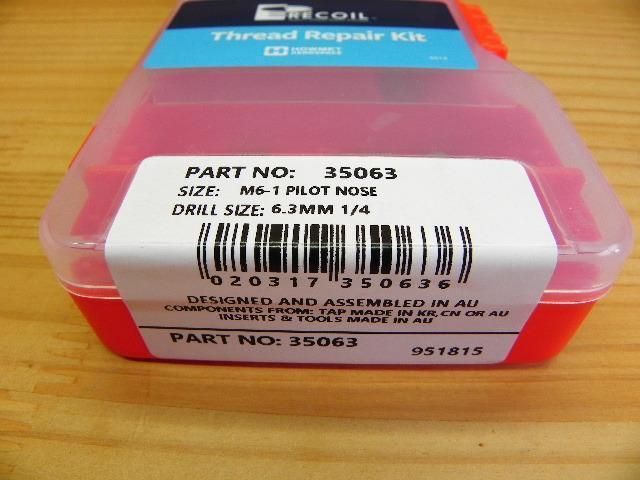 RECOIL
Thread Repair Kit
HOWMET
AEROSPACE
PART NO: 35063
SIZE: M6-1 PILOT NOSE
DRILL SIZE: 6.3MM 1/4
020317 350636
DESIGNED AND ASSEMBLED IN AU
COMPONENTS FROM: TAP MADE IN KR,CN OR AU
INSERTS & TOOLS MADE IN AU
PART NO: 35063
951815